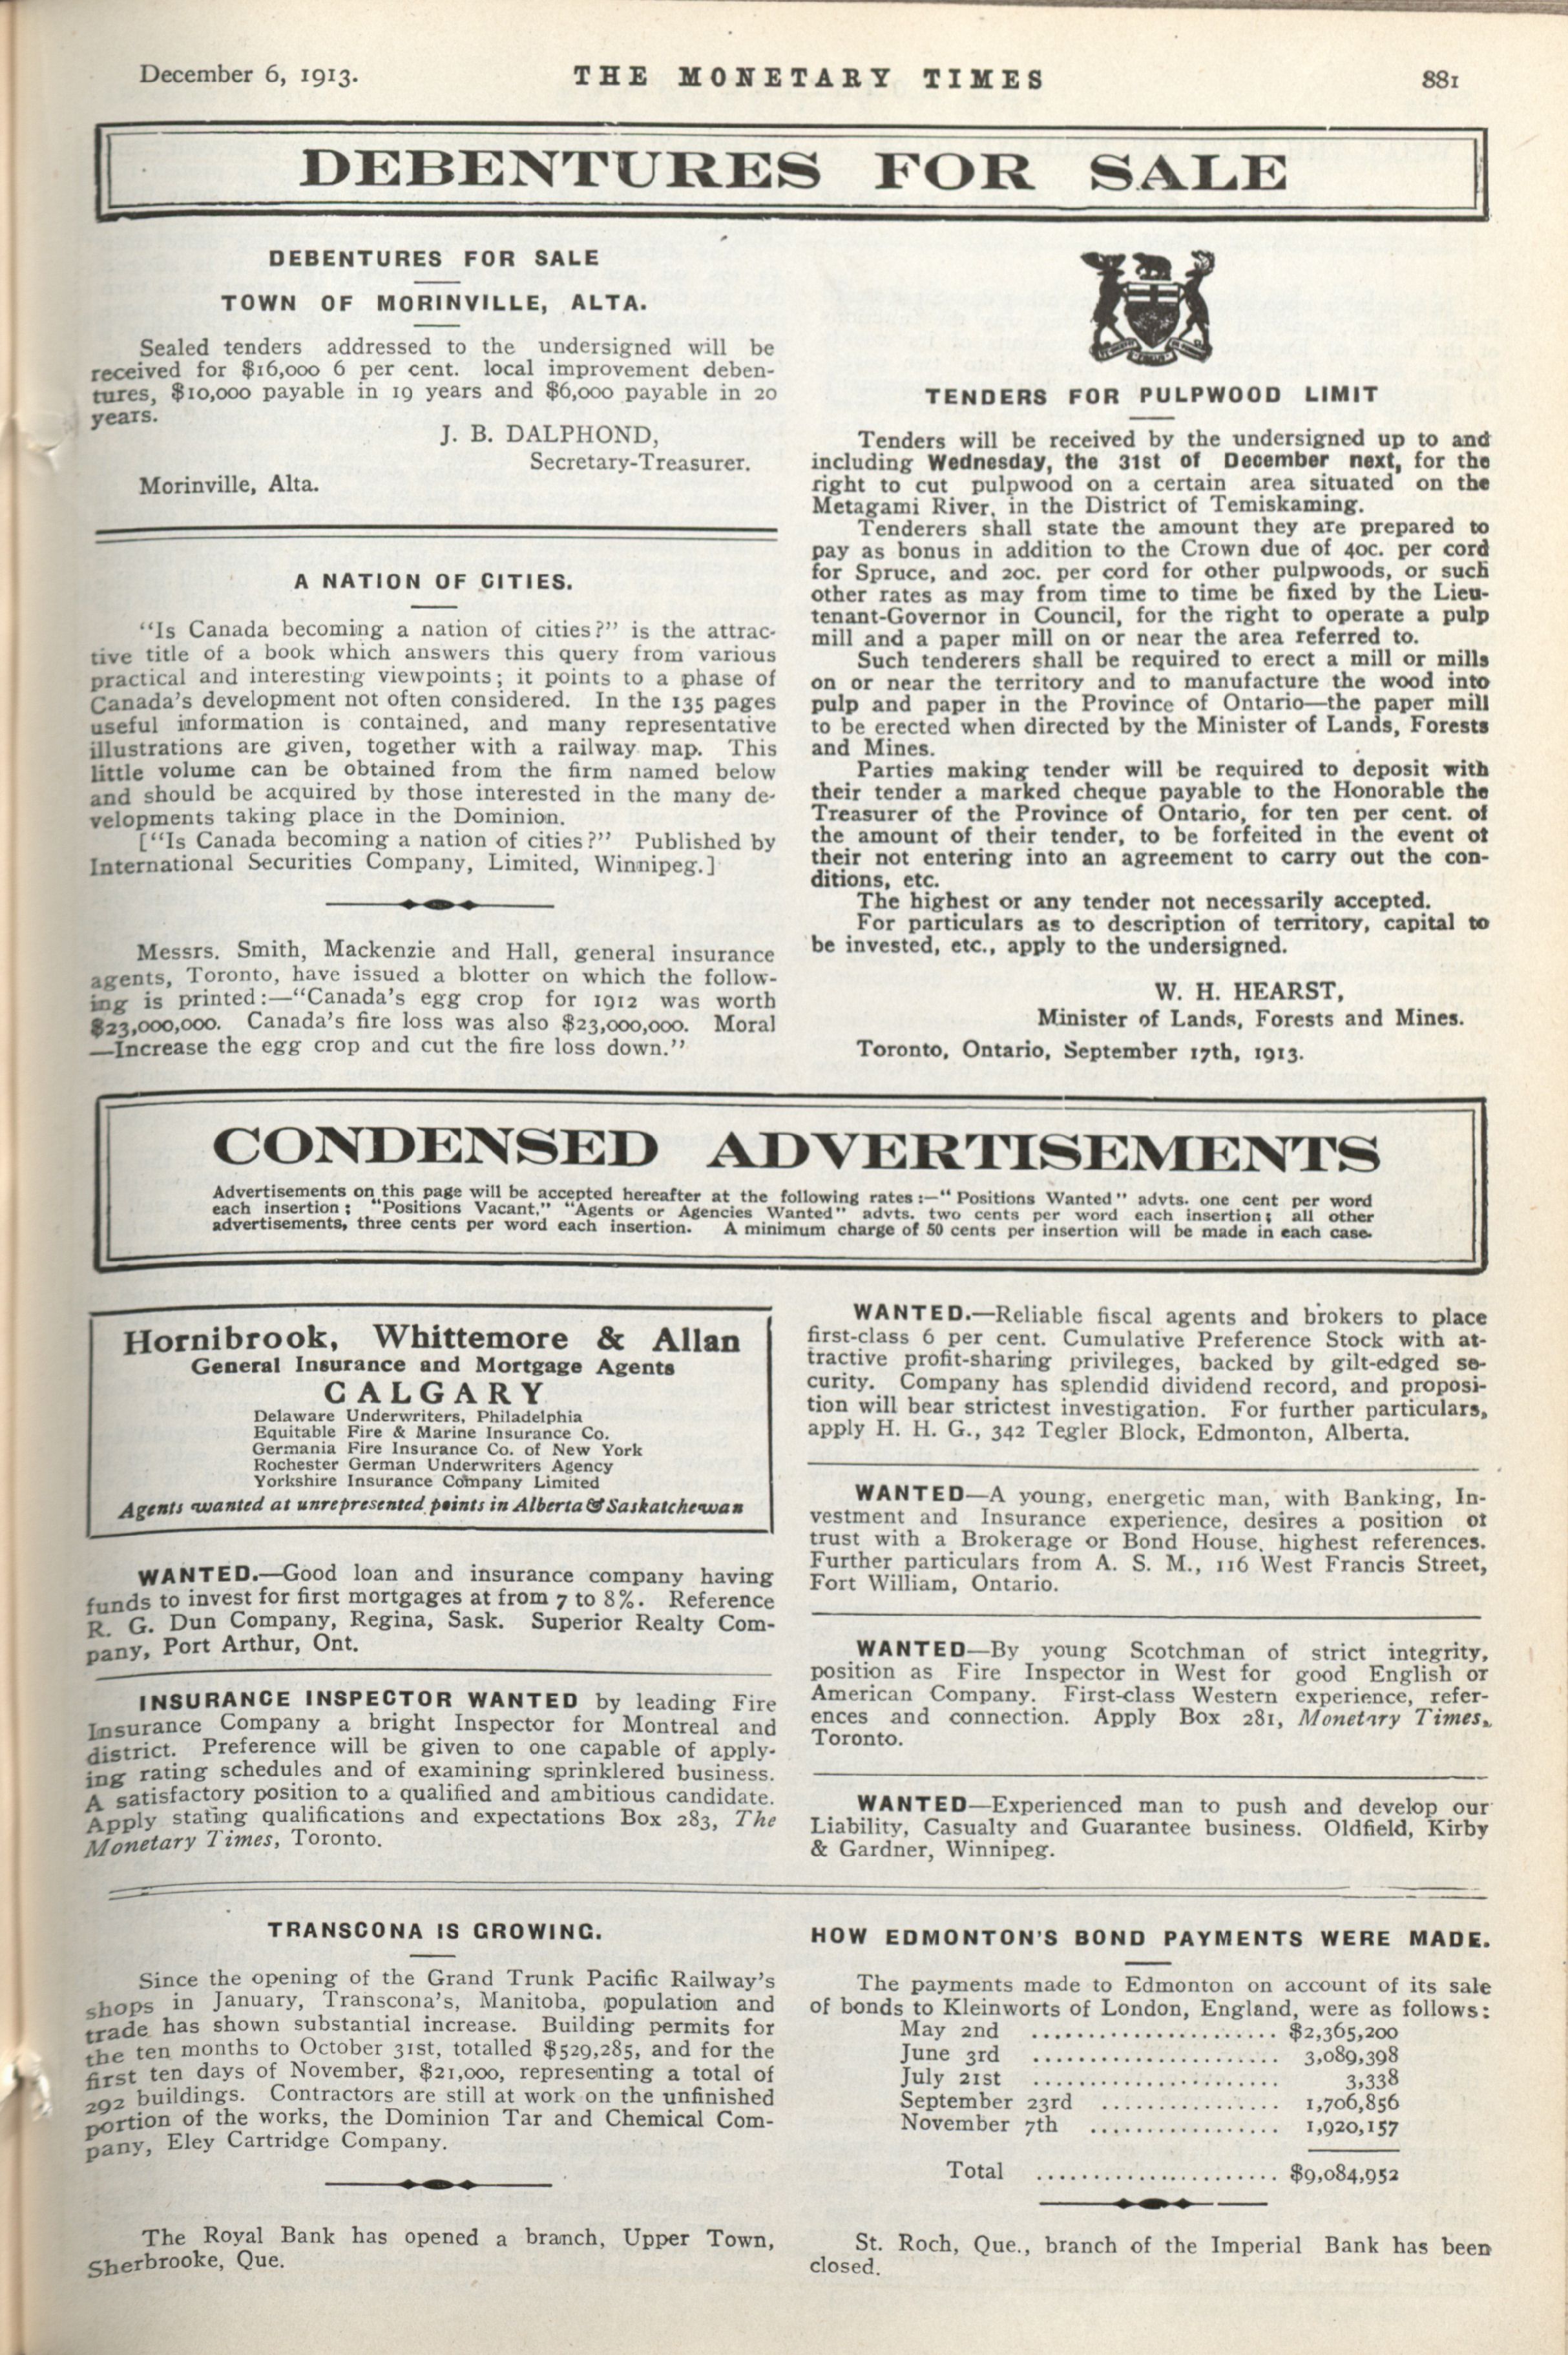 December 6, 1913.
THE MONETARY TIMES
881
DEBENTURES FOR SALE
DEBENTURES FOR SALE
TOWN OF MORINVILLE, ALTA.
Sealed tenders addressed to the undersigned will be
received for $16,000 6 per cent. local improvement deben-
tures, $10,000 payable in 19 years and $6,000 payable in 20
years.
J. B. DALPHOND,
Secretary-Treasurer.
Morinville, Alta.
A NATION OF CITIES.
"Is Canada becoming a nation of cities?" is the attrac-
tive title of a book which answers this query from various
practical and interesting viewpoints; it points to a phase of
Canada's development not often considered. In the 135 pages
useful information is contained, and many representative
illustrations are given, together with a railway map. This
little volume can be obtained from the firm named below
and should be acquired by those interested in the many de-
velopments taking place in the Dominion.
["Is Canada becoming a nation of cities?" Published by
International Securities Company, Limited, Winnipeg.]
Messrs. Smith, Mackenzie and Hall, general insurance
agents, Toronto, have issued a blotter on which the follow-
ing is printed:—"Canada's egg crop for 1912 was worth
$23,000,000. Canada's fire loss was also $23,000,000. Moral
—Increase the egg crop and cut the fire loss down."
TENDERS FOR PULPWOOD LIMIT
Tenders will be received by the undersigned up to and
including Wednesday, the 31st of December next, for the
right to cut pulpwood on a certain area situated on the
Metagami River, in the District of Temiskaming.
Tenderers shall state the amount they are prepared to
pay as bonus in addition to the Crown due of 40c. per cord
for Spruce, and 20c. per cord for other pulpwoods, or such
other rates as may from time to time be fixed by the Lieu-
tenant-Governor in Council, for the right to operate a pulp
mill and a paper mill on or near the area referred to.
Such tenderers shall be required to erect a mill or mills
on or near the territory and to manufacture the wood into
pulp and paper in the Province of Ontario—the paper mill
to be erected when directed by the Minister of Lands, Forests
and Mines.
Parties making tender will be required to deposit with
their tender a marked cheque payable to the Honorable the
Treasurer of the Province of Ontario, for ten per cent. of
the amount of their tender, to be forfeited in the event of
their not entering into an agreement to carry out the con-
ditions, etc.
The highest or any tender not necessarily accepted.
For particulars as to description of territory, capital to
be invested, etc., apply to the undersigned.
W. H. HEARST,
Minister of Lands, Forests and Mines.
Toronto, Ontario, September 17th, 1913.
CONDENSED ADVERTISEMENTS
Advertisements on this page will be accepted hereafter at the following rates:—"Positions Wanted" advts. one cent per word
each insertion; "Positions Vacant," "Agents or Agencies Wanted" advts. two cents per word each insertion; all other
advertisements, three cents per word each insertion. A minimum charge of 50 cents per insertion will be made in each case.
Hornibrook, Whittemore & Allan
General Insurance and Mortgage Agents
CALGARY
Delaware Underwriters, Philadelphia
Equitable Fire & Marine Insurance Co.
Germania Fire Insurance Co. of New York
Rochester German Underwriters Agency
Yorkshire Insurance Company Limited
Agents wanted at unrepresented points in Alberta & Saskatchewan
WANTED.—Good loan and insurance company having
funds to invest for first mortgages at from 7 to 8%. Reference
R. G. Dun Company, Regina, Sask. Superior Realty Com-
pany, Port Arthur, Ont.
INSURANCE INSPECTOR WANTED by leading Fire
Insurance Company a bright Inspector for Montreal and
district. Preference will be given to one capable of apply-
ing rating schedules and of examining sprinklered business.
A satisfactory position to a qualified and ambitious candidate.
Apply stating qualifications and expectations Box 283, The
Monetary Times, Toronto.
WANTED.—Reliable fiscal agents and brokers to place
first-class 6 per cent. Cumulative Preference Stock with at-
tractive profit-sharing privileges, backed by gilt-edged se-
curity. Company has splendid dividend record, and proposi-
tion will bear strictest investigation. For further particulars,
apply H. H. G., 342 Tegler Block, Edmonton, Alberta.
WANTED—A young, energetic man, with Banking, In-
vestment and Insurance experience, desires a position of
trust with a Brokerage or Bond House, highest references.
Further particulars from A. S. M., 116 West Francis Street,
Fort William, Ontario.
WANTED—By young Scotchman of strict integrity,
position as Fire Inspector in West for good English or
American Company. First-class Western experience, refer-
ences and connection. Apply Box 281, Monetary Times,
Toronto.
WANTED—Experienced man to push and develop our
Liability, Casualty and Guarantee business. Oldfield, Kirby
& Gardner, Winnipeg.
TRANSCONA IS GROWING.
Since the opening of the Grand Trunk Pacific Railway's
shops in January, Transcona's, Manitoba, population and
trade has shown substantial increase. Building permits for
the ten months to October 31st, totalled $529,285, and for the
first ten days of November, $21,000, representing a total of
292 buildings. Contractors are still at work on the unfinished
portion of the works, the Dominion Tar and Chemical Com-
pany, Eley Cartridge Company.
The Royal Bank has opened a branch, Upper Town,
Sherbrooke, Que.
HOW EDMONTON'S BOND PAYMENTS WERE MADE.
The payments made to Edmonton on account of its sale
of bonds to Kleinworts of London, England, were as follows:
May 2nd ...................... $2,365,200
June 3rd ...................... 3,089,398
July 21st ...................... 3,338
September 23rd ................ 1,706,856
November 7th ................. 1,920,157
Total ...................... $9,084,952
St. Roch, Que., branch of the Imperial Bank has been
closed.